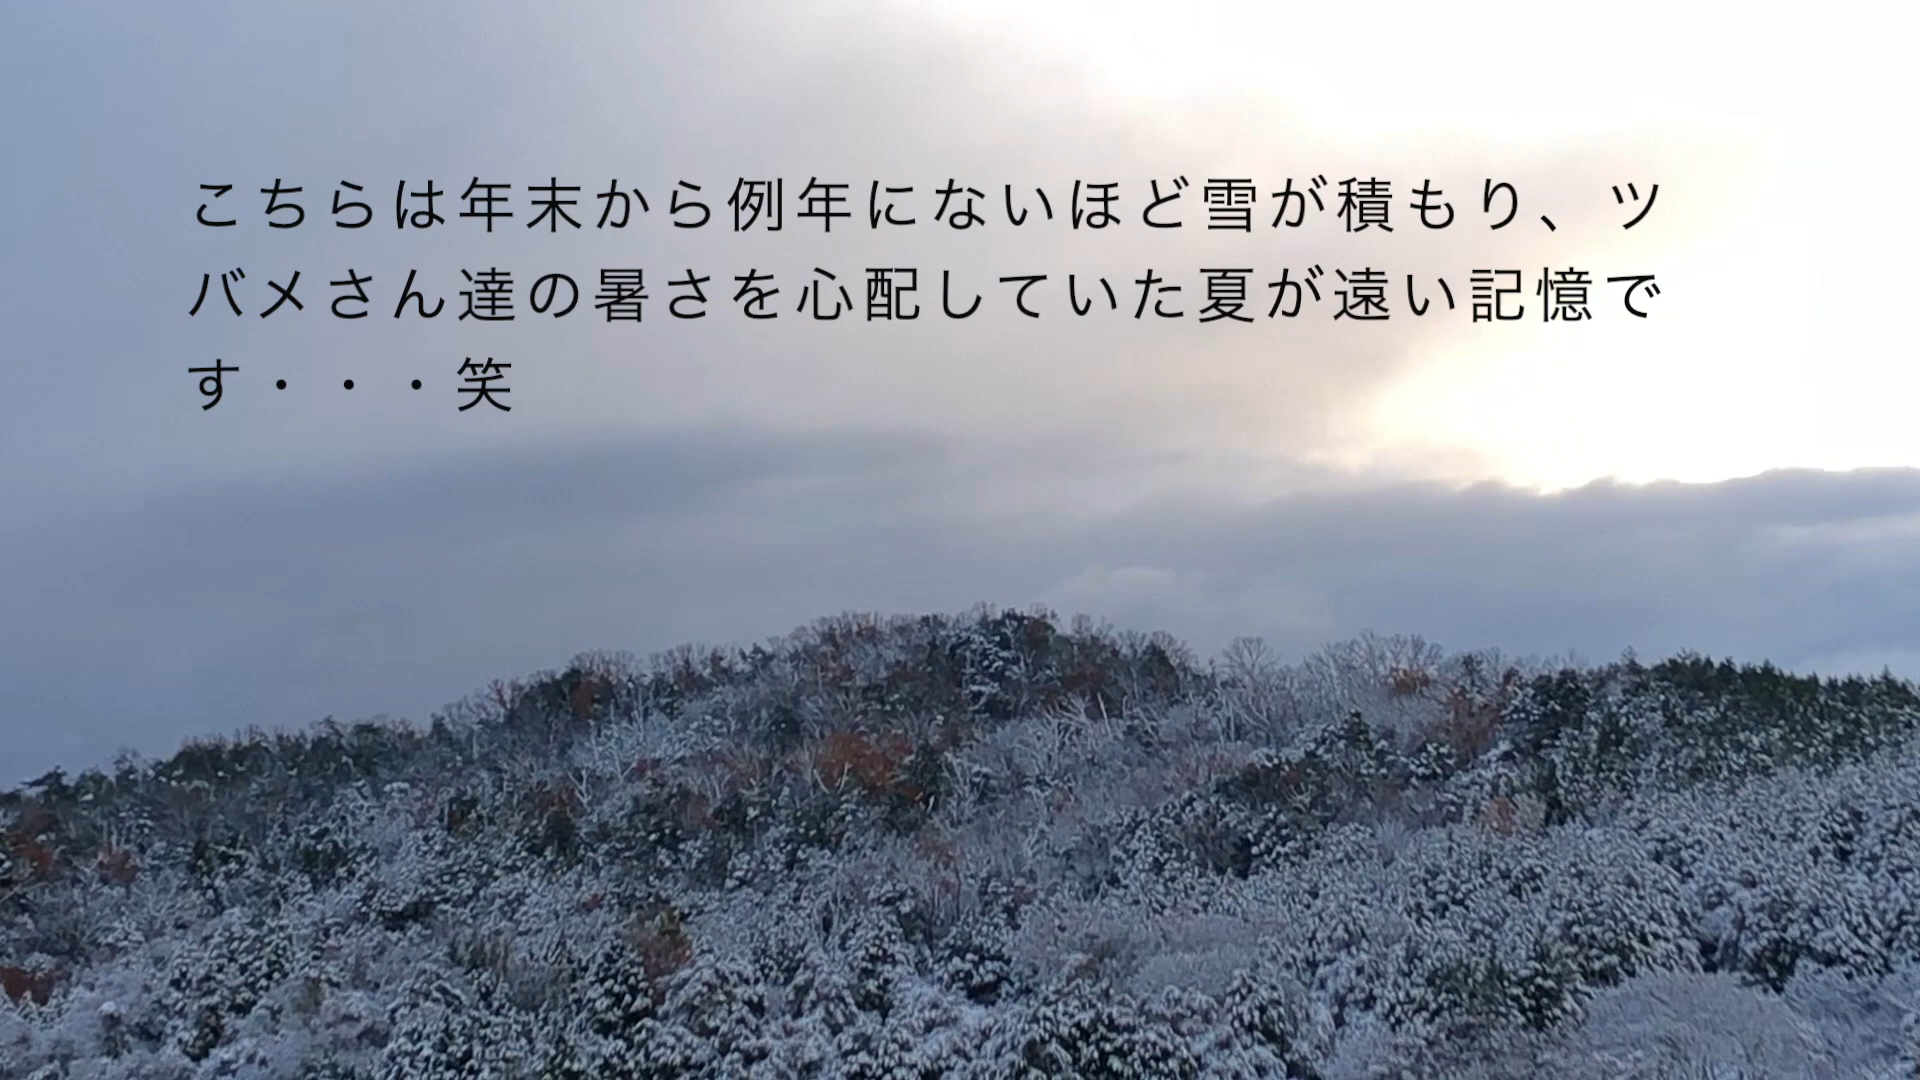 こちらは年末から例年にないほど雪が積もり、ツ
バメさん達の暑さを心配していた夏が遠い記憶で
す・・・笑